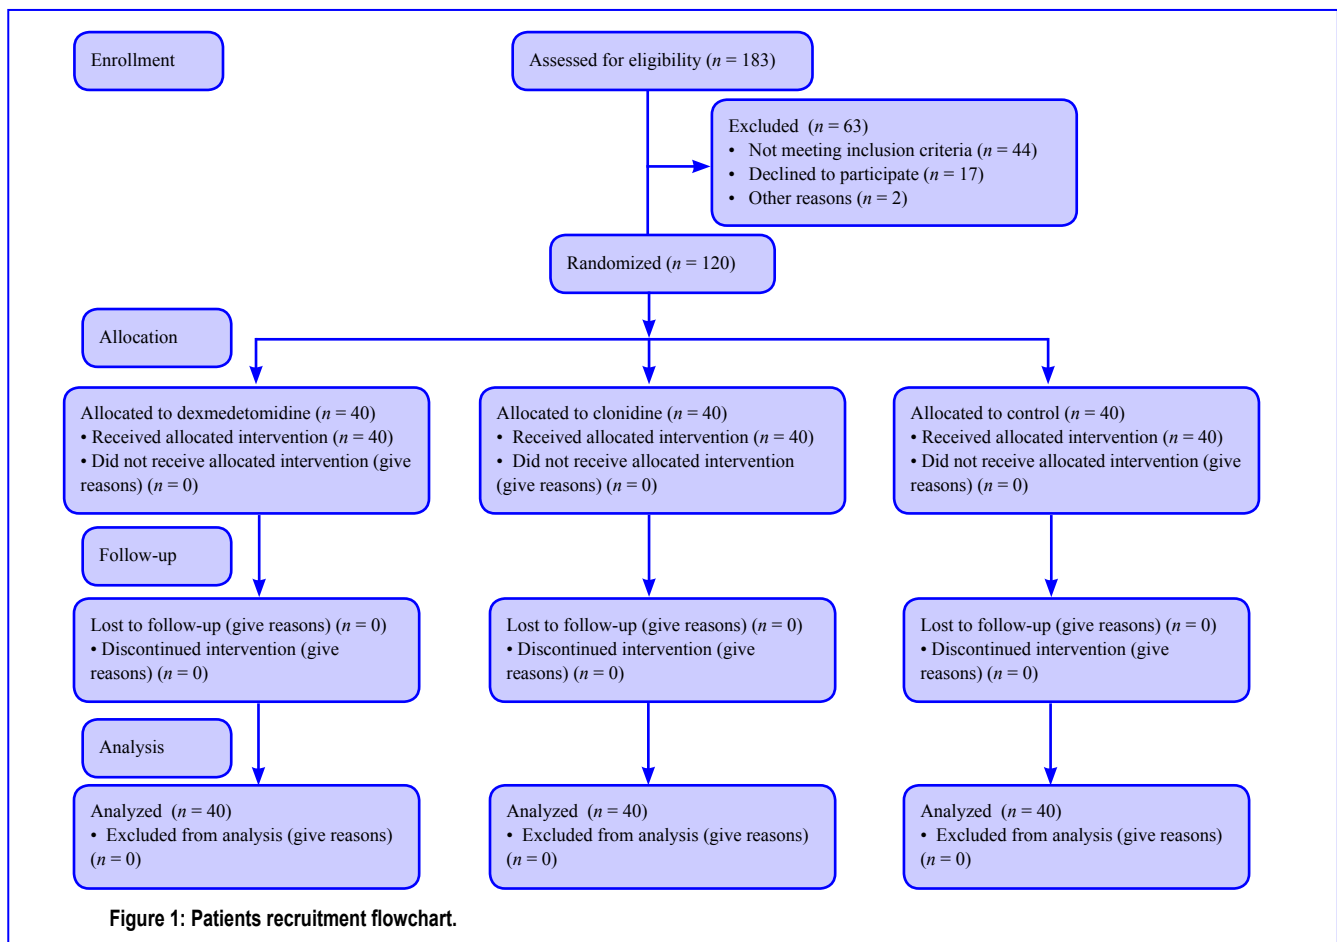 Enrollment
Assessed for eligibility (n = 183)
Excluded (n = 63)
• Not meeting inclusion criteria (n = 44)
• Declined to participate (n = 17)
• Other reasons (n = 2)
Randomized (n = 120)
Allocation
Allocated to dexmedetomidine (n = 40)
• Received allocated intervention (n = 40)
• Did not receive allocated intervention (give
reasons) (n = 0)
Allocated to clonidine (n = 40)
• Received allocated intervention (n = 40)
• Did not receive allocated intervention
(give reasons) (n = 0)
Allocated to control (n = 40)
• Received allocated intervention (n = 40)
• Did not receive allocated intervention (give
reasons) (n = 0)
Follow-up
Lost to follow-up (give reasons) (n = 0)
• Discontinued intervention (give
reasons) (n = 0)
Lost to follow-up (give reasons) (n = 0)
• Discontinued intervention (give
reasons) (n = 0)
Lost to follow-up (give reasons) (n = 0)
• Discontinued intervention (give
reasons) (n = 0)
Analysis
Analyzed (n = 40)
• Excluded from analysis (give reasons)
(n = 0)
Analyzed (n = 40)
• Excluded from analysis (give reasons)
(n = 0)
Analyzed (n = 40)
• Excluded from analysis (give reasons)
(n = 0)
Figure 1: Patients recruitment flowchart.